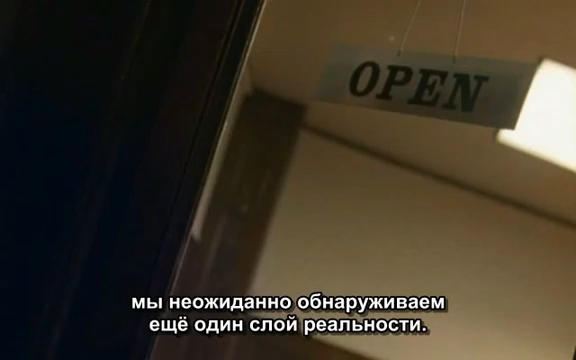 OPEN
мы неожиданно обнаруживаем
ещё один слой реальности.